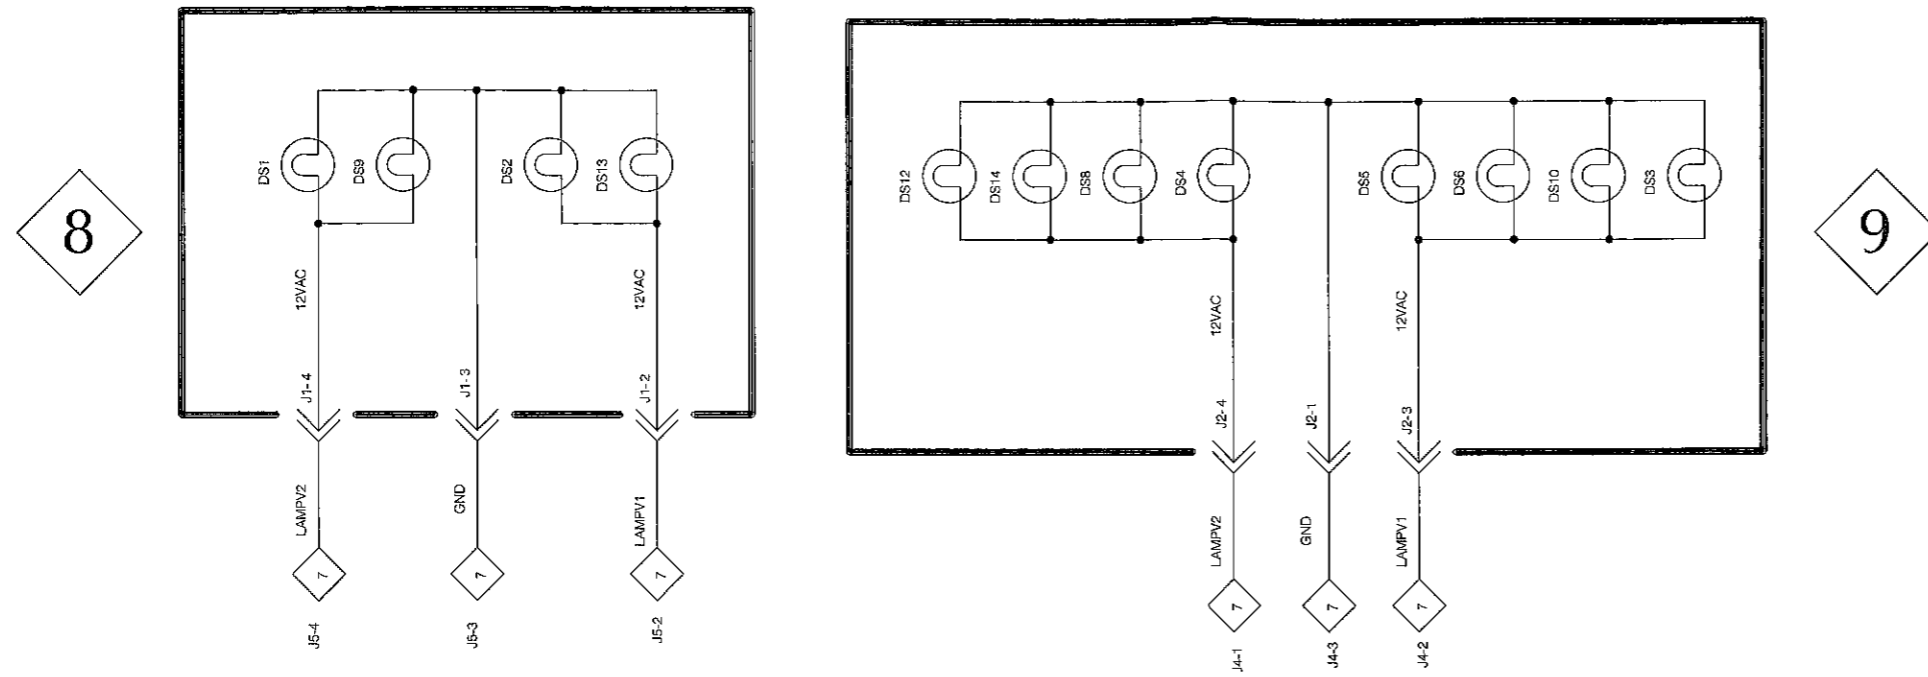 8
DS1
DS9
DS2
DS13
12VAC
12VAC
J1-4
J1-3
J1-2
LAMPV2
GND
LAMPV1
7
7
7
J5-4
J5-3
J5-2
DS12
DS14
DS8
DS4
DS5
DS6
DS10
DS3
12VAC
12VAC
J2-4
J2-1
J2-3
LAMPV2
GND
LAMPV1
7
7
7
J4-1
J4-3
J4-2
9